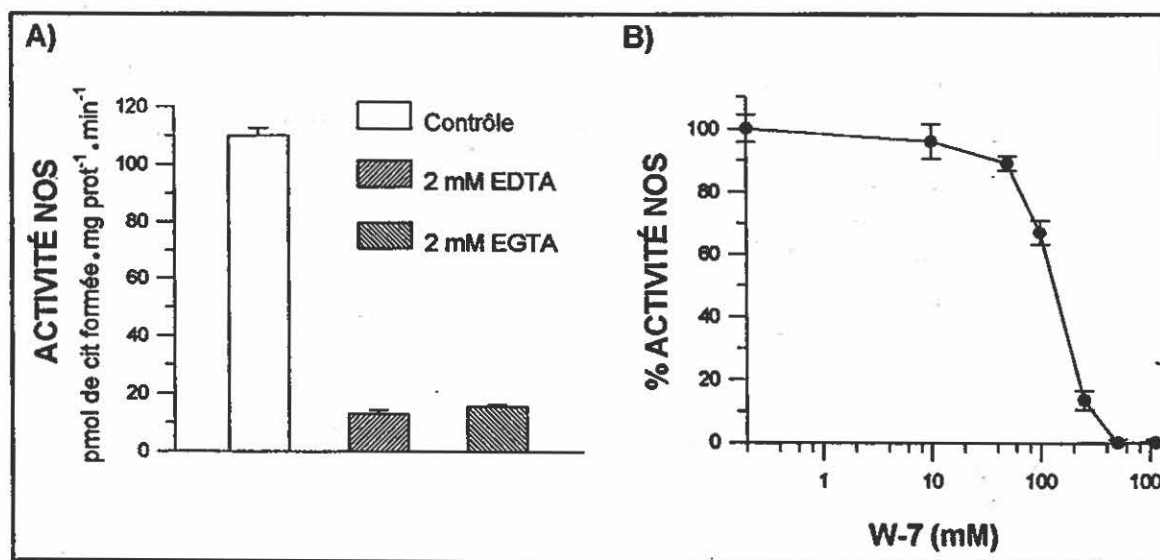 A)
ACTIVITÉ NOS
pmol de cit formée.mg prot⁻¹.min⁻¹
120
100
80
60
40
20
0
Contrôle
2 mM EDTA
2 mM EGTA
B)
% ACTIVITÉ NOS
100
80
60
40
20
0
1
10
100
100
W-7 (mM)